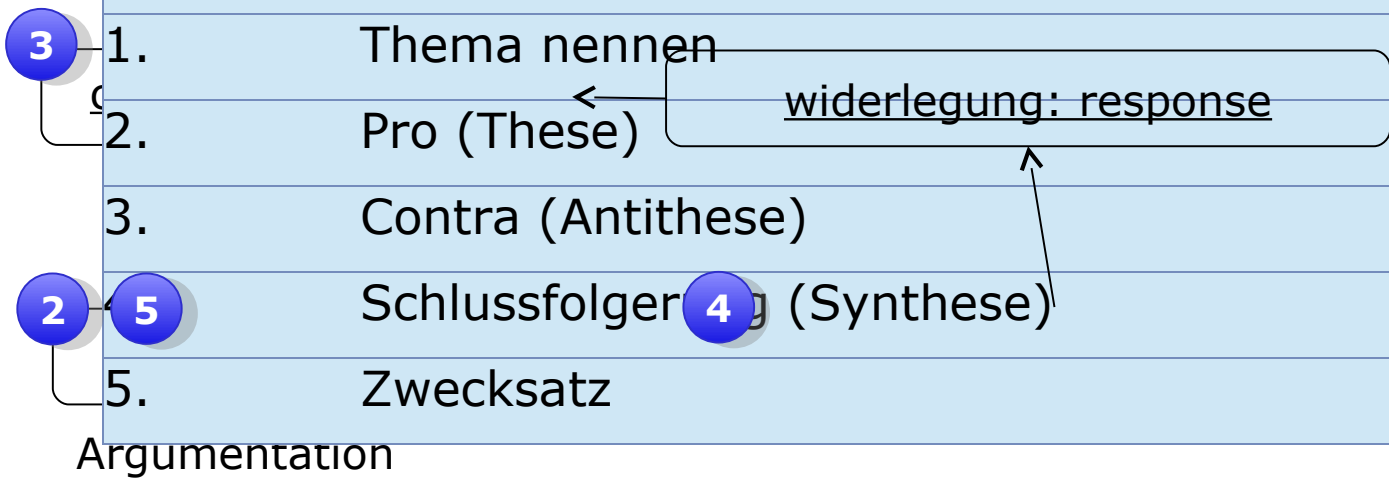 3
1. Thema nennen
widerlegung: response
2. Pro (These)
3. Contra (Antithese)
2 5 Schlussfolger 4 g (Synthese)
5. Zwecksatz
Argumentation